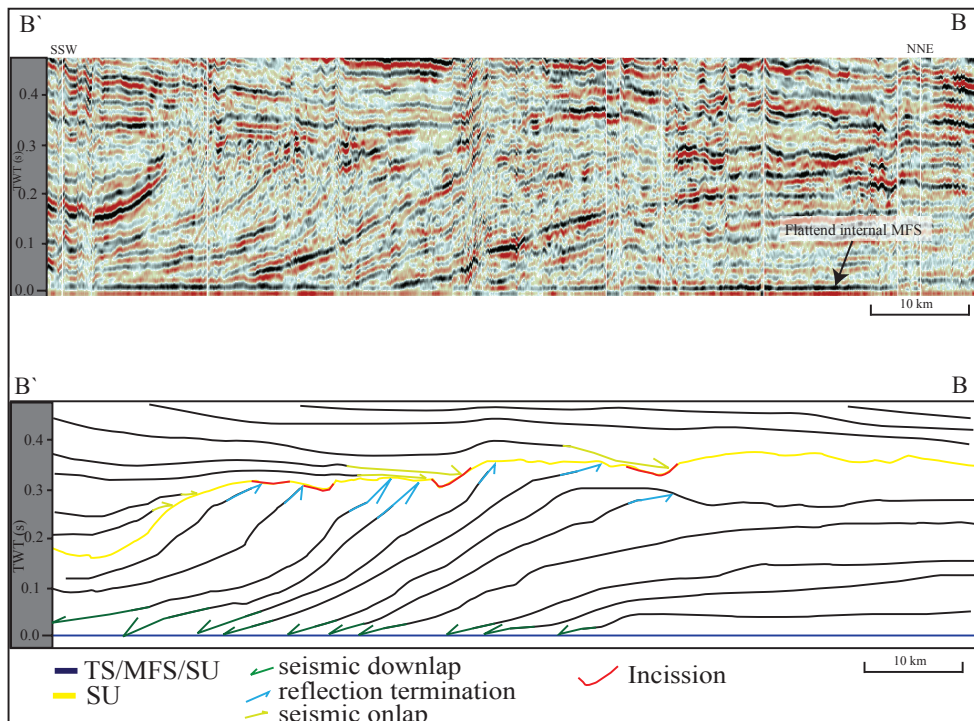 B` B
SSW NNE
0.4
0.3
TWT (s)
0.2
0.1
0.0
Flattend internal MFS
10 km
B` B
0.4
0.3
TWT (s)
0.2
0.1
0.0
10 km
TS/MFS/SU
SU
seismic downlap
reflection termination
seismic onlap
Incission